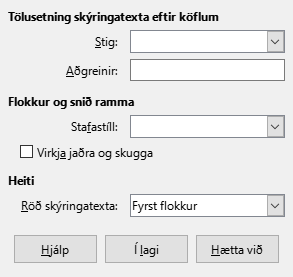 Tölusetning skýringatexta eftir köflum
Stig:
Aðgreinir:
Flokkur og snið ramma
Stafastíll:
Virkja jaðra og skugga
Heiti
Röð skýringatexta: Fyrst flokkur
Hjálp Í lagi Hætta við